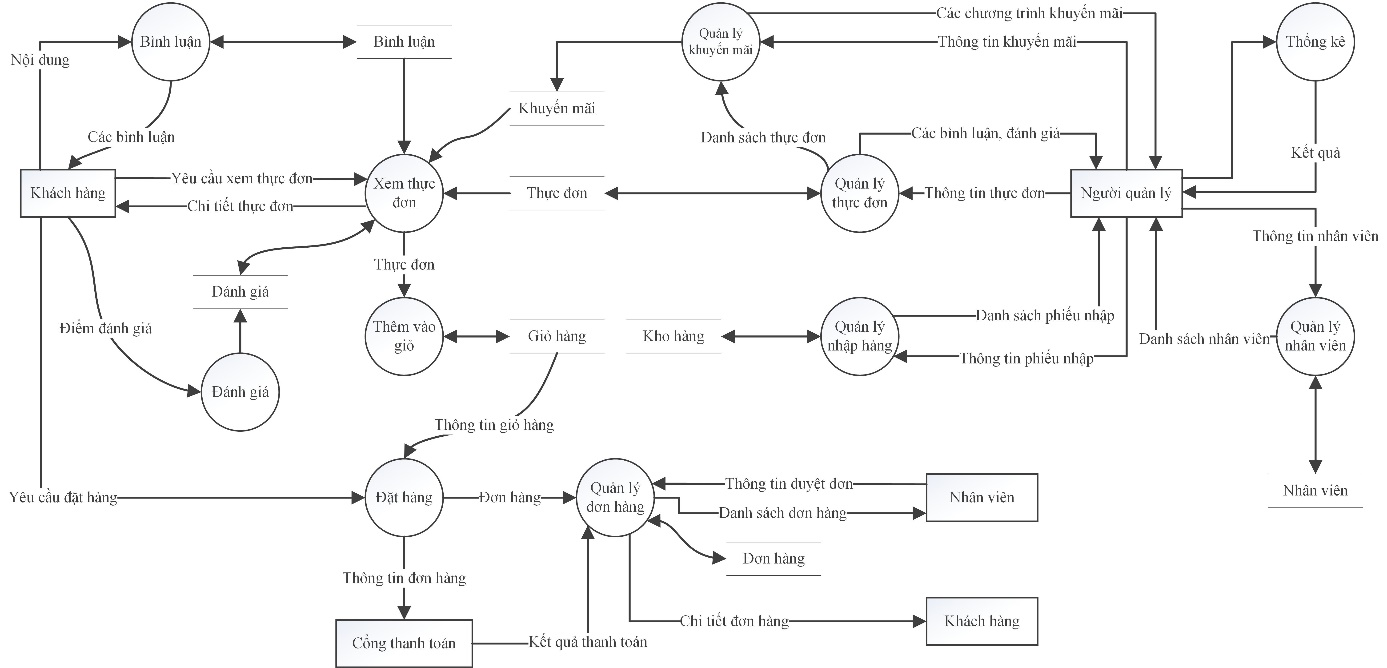 Các chương trình khuyến mãi
Bình luận
Bình luận
Quản lý
khuyến mãi
Thông tin khuyến mãi
Thống kê
Nội dung
Khuyến mãi
Các bình luận
Danh sách thực đơn
Các bình luận, đánh giá
Kết quả
Khách hàng
Yêu cầu xem thực đơn
Chi tiết thực đơn
Xem thực
đơn
Thực đơn
Quản lý
thực đơn
Thông tin thực đơn
Người quản lý
Thông tin nhân viên
Thực đơn
Đánh giá
Điểm đánh giá
Thêm vào
giỏ
Giỏ hàng
Kho hàng
Quản lý
nhập hàng
Danh sách phiếu nhập
Thông tin phiếu nhập
Danh sách nhân viên
Quản lý
nhân viên
Đánh giá
Thông tin giỏ hàng
Yêu cầu đặt hàng
Đặt hàng
Đơn hàng
Quản lý
đơn hàng
Thông tin duyệt đơn
Danh sách đơn hàng
Nhân viên
Nhân viên
Đơn hàng
Thông tin đơn hàng
Chi tiết đơn hàng
Khách hàng
Cổng thanh toán
Kết quả thanh toán